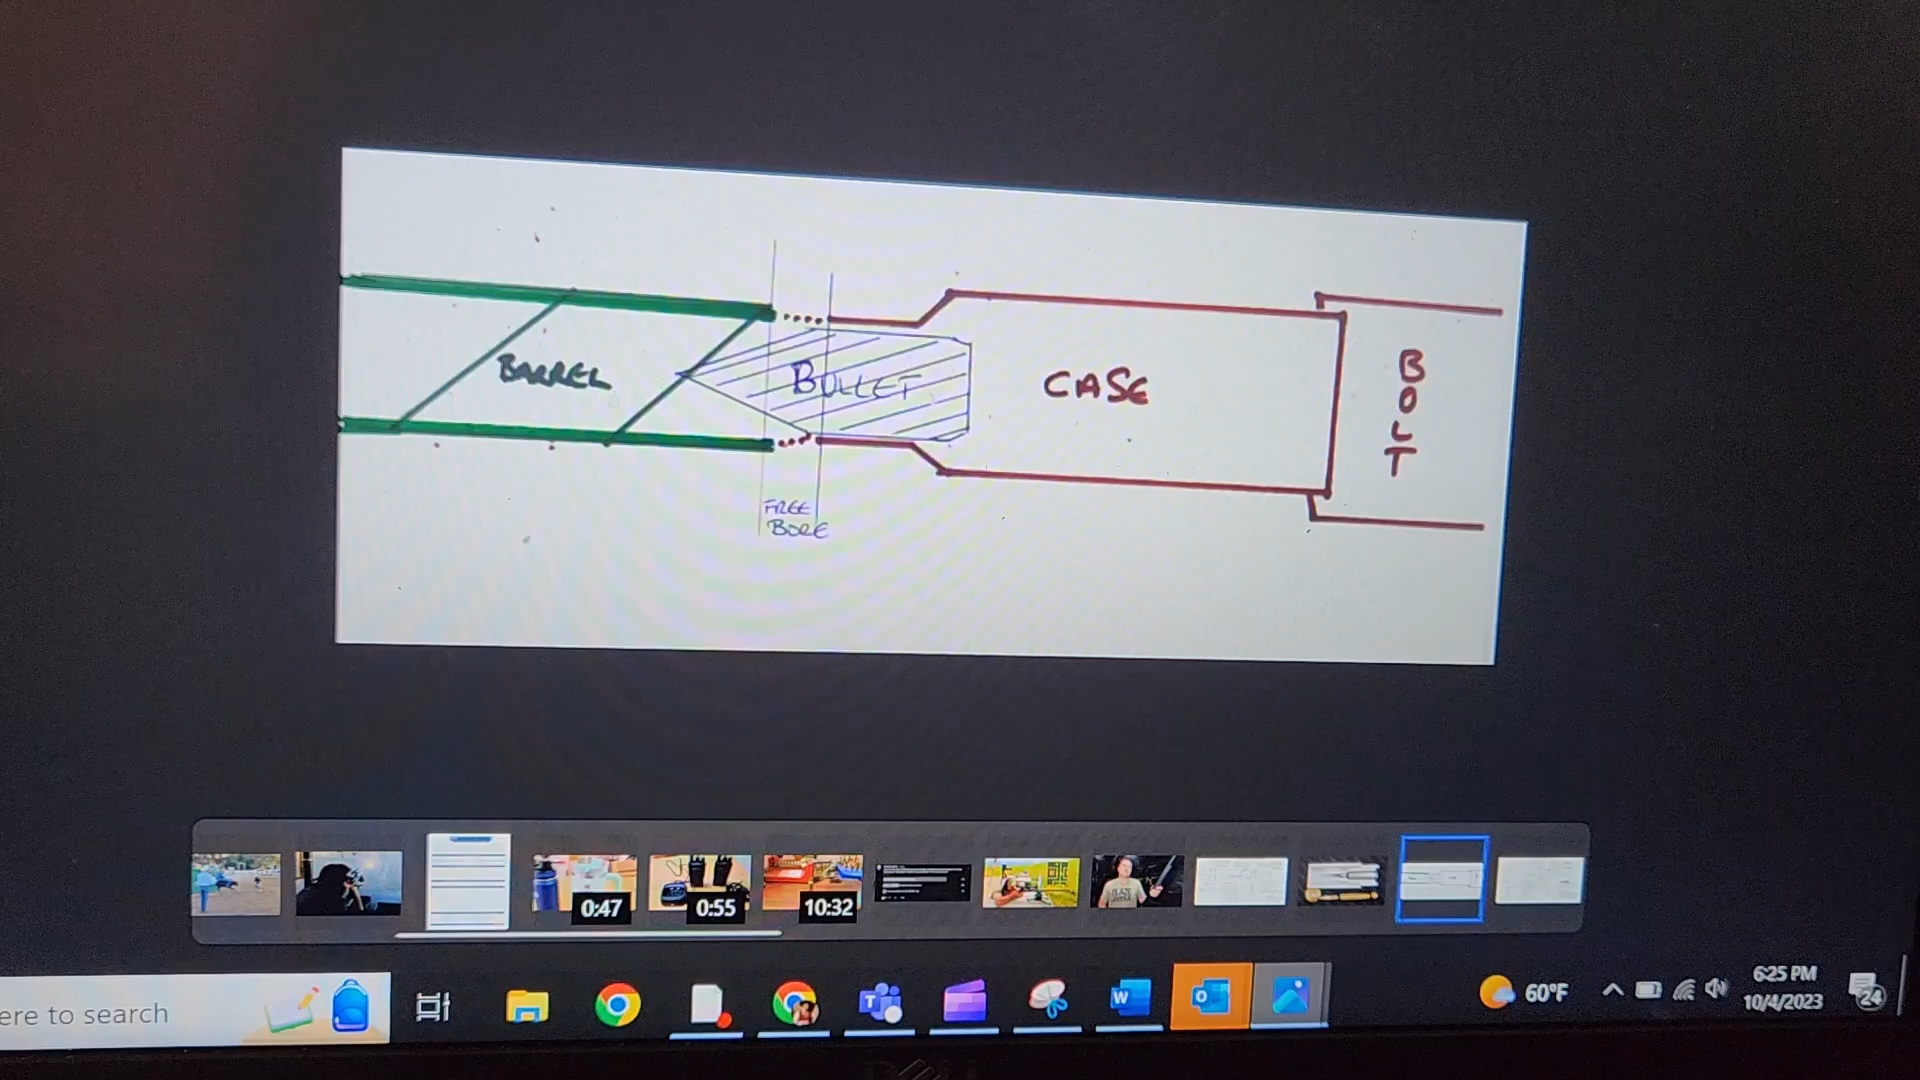 BARREL
BULLET
CASE
BOLT
FREE
BORE
0:47
0:55
10:32
ere to search
60°F
6:25 PM
10/4/2023
24